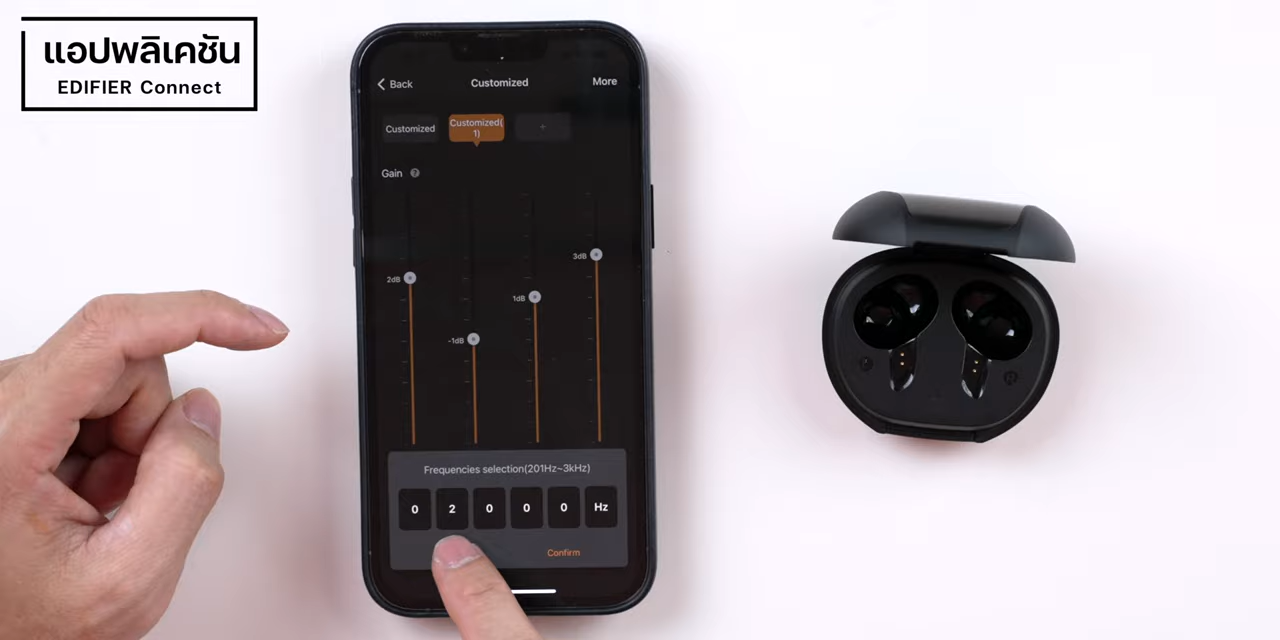 แอปพลิเคชัน
EDIFIER Connect
Back
Customized
More
Customized
Customized(
1)
+
Gain ?
3dB
2dB
1dB
-1dB
Frequencies selection(201Hz~3kHz)
0 2 0 0 0 Hz
Confirm